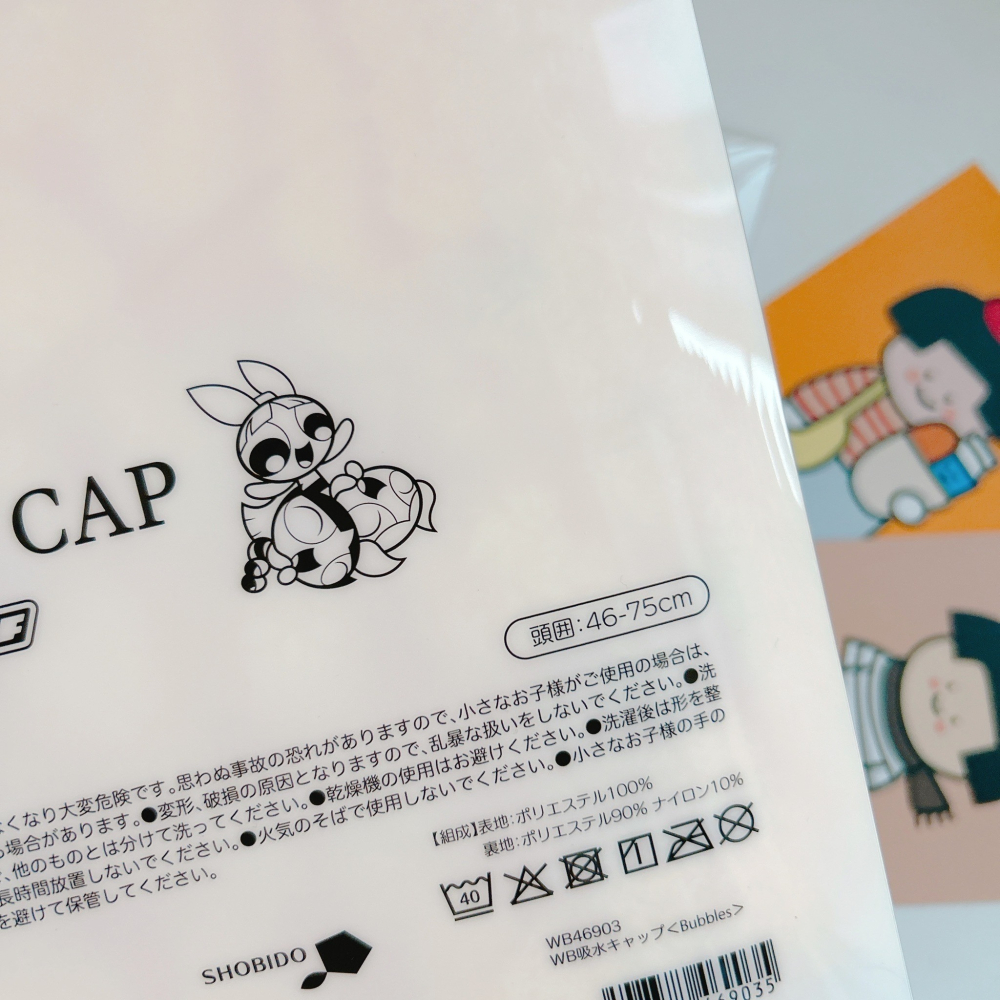 CAP
頭囲:46-75cm
なくなり大変危険です。思わぬ事故の恐れがありますので、小さなお子様がご使用の場合は、
場合があります。●変形、破損の原因となりますので、乱暴な扱いをしないでください。●洗
、他のものとは分けて洗ってください。●乾燥機の使用はお避けください。●洗濯後は形を整
長時間放置しないでください。●火気のそばで使用しないでください。●小さなお子様の手の
を避けて保管してください。
【組成】表地:ポリエステル100%
裏地:ポリエステル90% ナイロン10%
40
SHOBIDO
WB46903
WB吸水キャップ<Bubbles>
69035